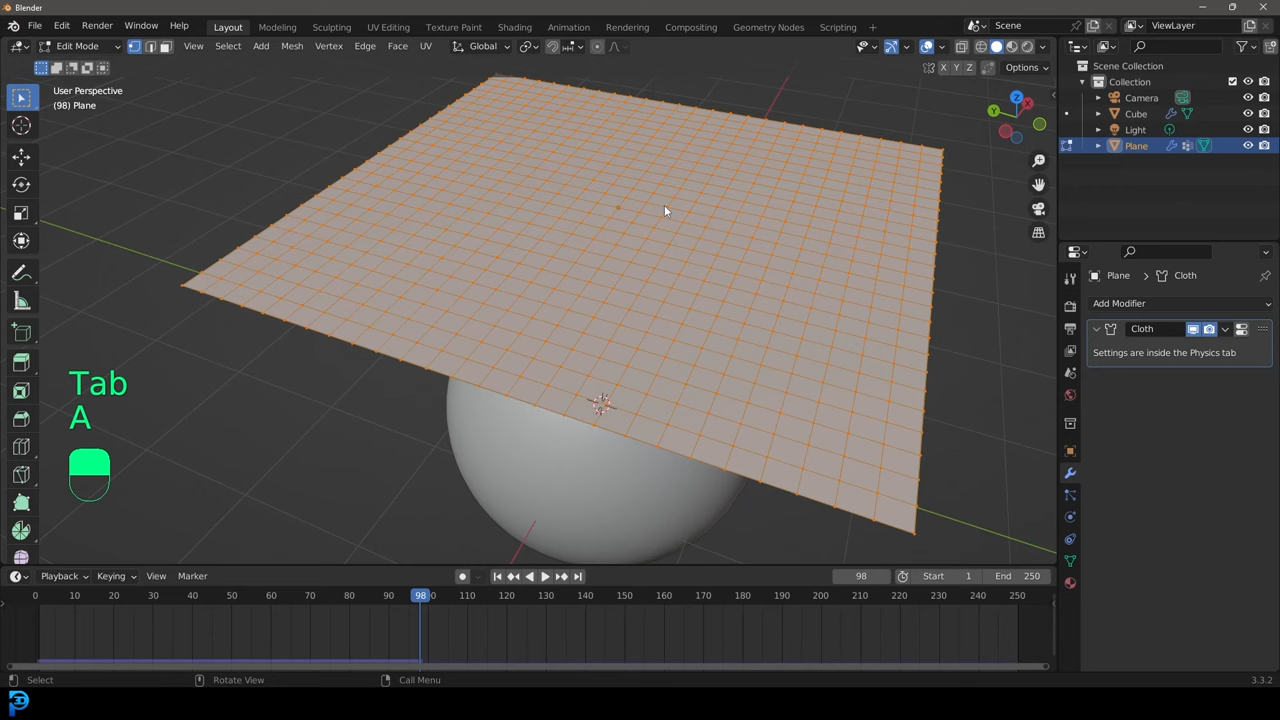 Blender
File Edit Render Window Help Layout Modeling Sculpting UV Editing Texture Paint Shading Animation Rendering Compositing Geometry Nodes Scripting + Scene ViewLayer
Edit Mode View Select Add Mesh Vertex Edge Face UV Global
X Y Z Options
User Perspective
(98) Plane
Z
X
Y
Scene Collection
Collection
Camera
Cube
Light
Plane
Plane > Cloth
Add Modifier
Cloth
Settings are inside the Physics tab
Tab
A
Playback Keying View Marker 98 Start 1 End 250
0 10 20 30 40 50 60 70 80 90 98 110 120 130 140 150 160 170 180 190 200 210 220 230 240 250
Select Rotate View Call Menu 3.3.2